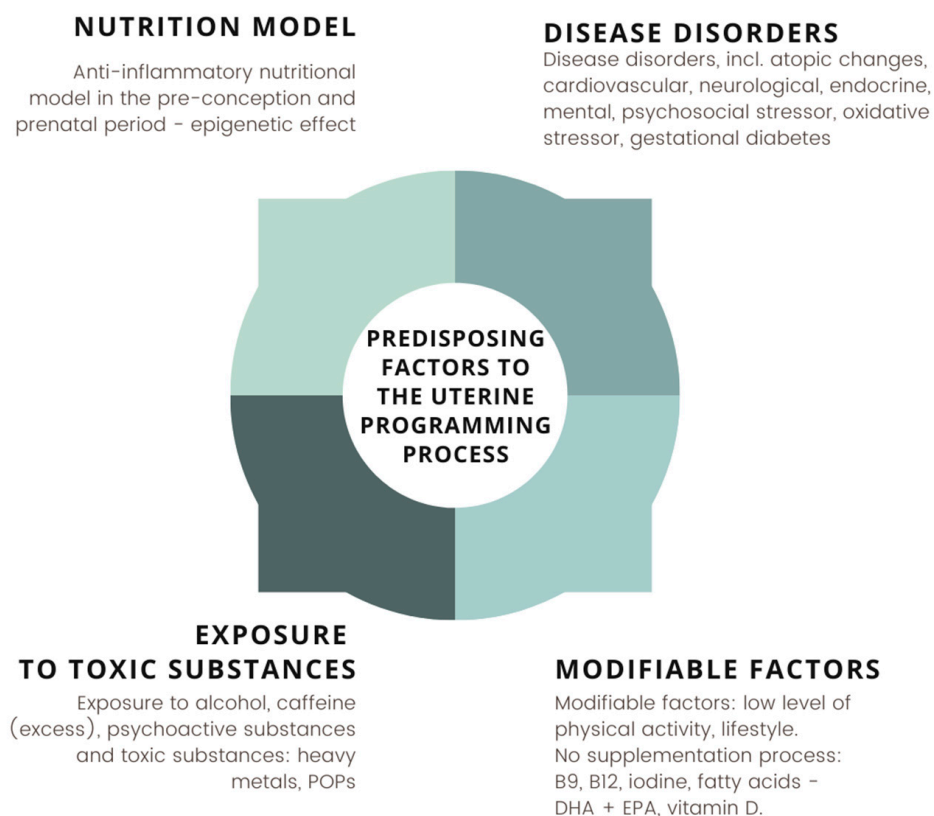 NUTRITION MODEL
Anti-inflammatory nutritional
model in the pre-conception and
prenatal period - epigenetic effect
DISEASE DISORDERS
Disease disorders, incl. atopic changes,
cardiovascular, neurological, endocrine,
mental, psychosocial stressor, oxidative
stressor, gestational diabetes
PREDISPOSING
FACTORS TO
THE UTERINE
PROGRAMMING
PROCESS
EXPOSURE
TO TOXIC SUBSTANCES
Exposure to alcohol, caffeine
(excess), psychoactive substances
and toxic substances: heavy
metals, POPs
MODIFIABLE FACTORS
Modifiable factors: low level of
physical activity, lifestyle.
No supplementation process:
B9, B12, iodine, fatty acids -
DHA + EPA, vitamin D.